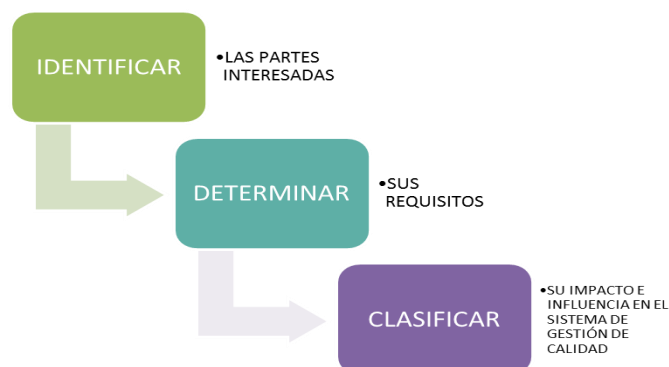 IDENTIFICAR
•LAS PARTES
INTERESADAS
DETERMINAR
•SUS
REQUISITOS
CLASIFICAR
•SU IMPACTO E
INFLUENCIA EN EL
SISTEMA DE
GESTIÓN DE
CALIDAD